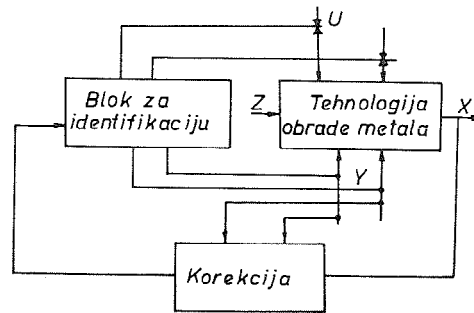 U
Blok za
identifikaciju
Z
Tehnologija
obrade metala
X
Y
Korekcija